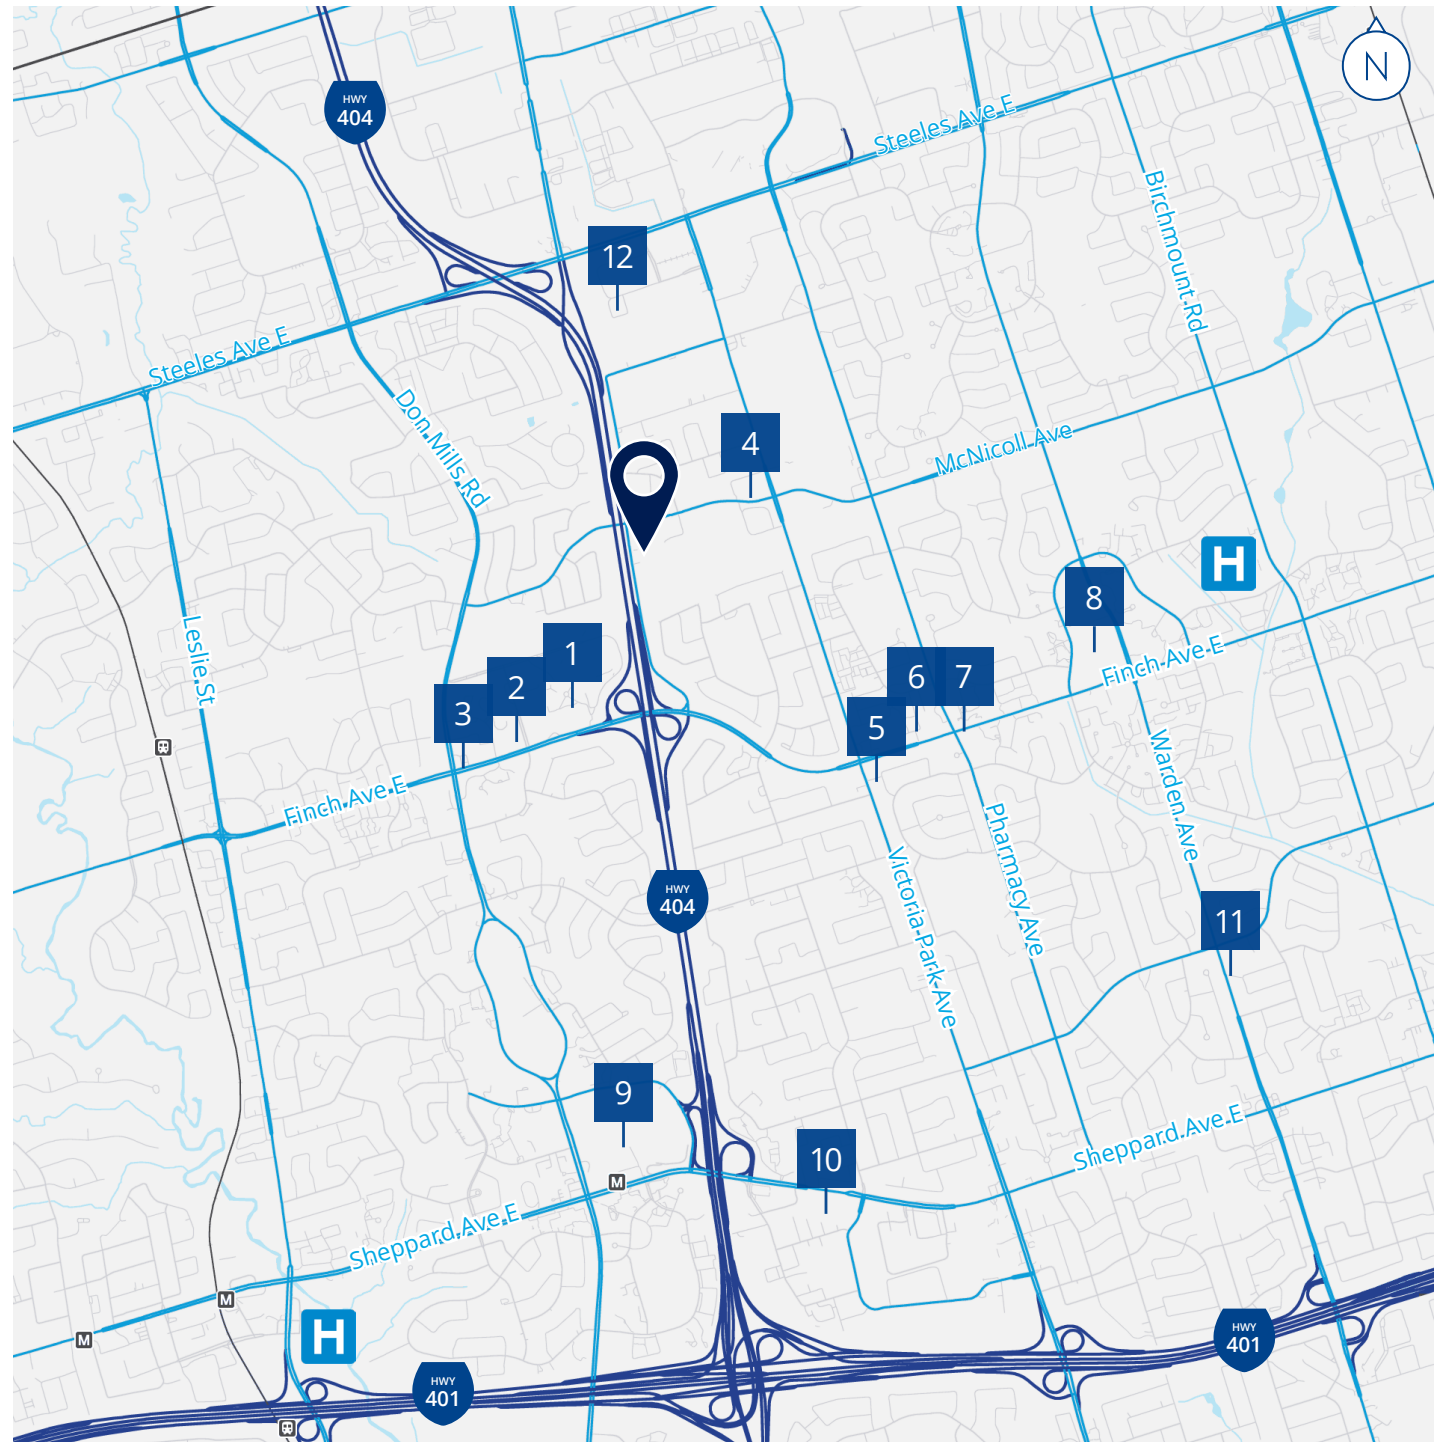 N
HWY
404
Steeles Ave E
Birchmount Rd
12
Steeles Ave E
Don Mills Rd
4
McNicoll Ave
H
8
Leslie St
1
2
3
6
7
5
Finch Ave E
Finch Ave E
Warden Ave
Pharmacy Ave
Victoria Park Ave
HWY
404
11
9
10
Sheppard Ave E
M
Sheppard Ave E
M
M
H
HWY
401
HWY
401